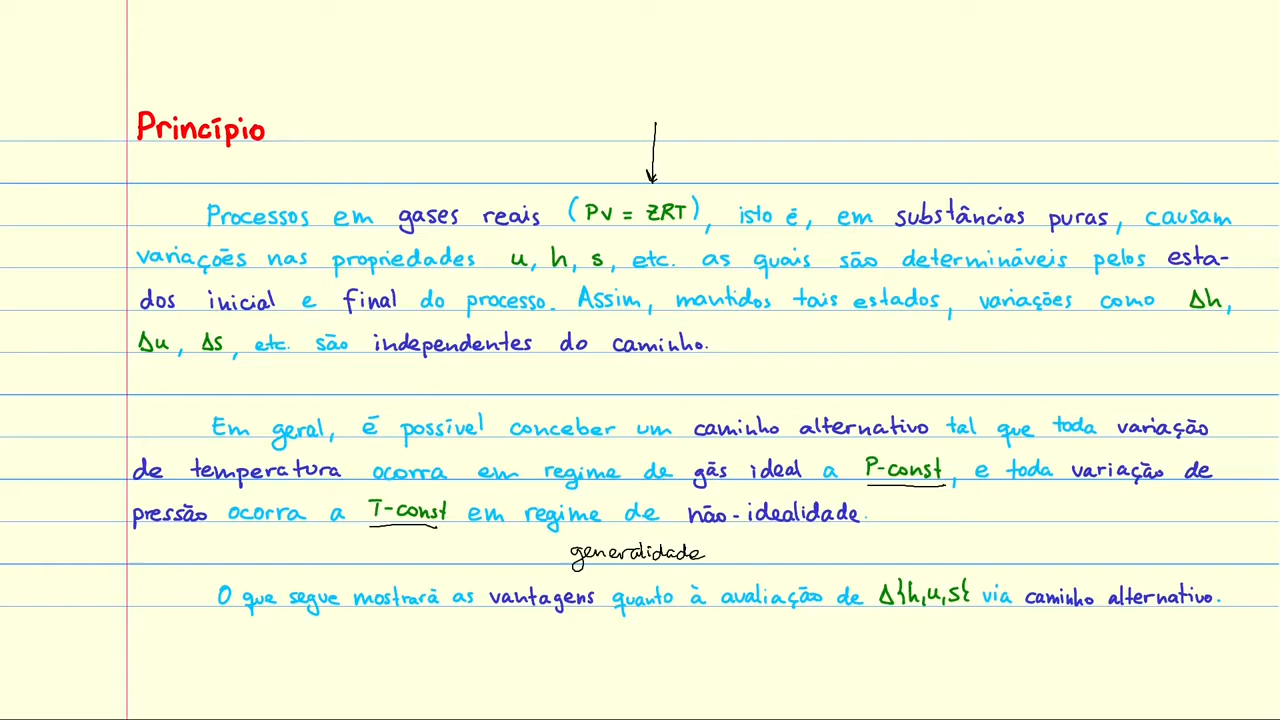 Princípio
Processos em gases reais (Pv = ZRT), isto é, em substâncias puras, causam
variações nas propriedades u, h, s, etc. as quais são determináveis pelos esta-
dos inicial e final do processo. Assim, mantidos tais estados, variações como Δh,
Δu, Δs, etc. são independentes do caminho.
Em geral, é possível conceber um caminho alternativo tal que toda variação
de temperatura ocorra em regime de gás ideal a P-const, e toda variação de
pressão ocorra a T-const em regime de não-idealidade.
generalidade
O que segue mostrará as vantagens quanto à avaliação de Δ{h,u,s} via caminho alternativo.